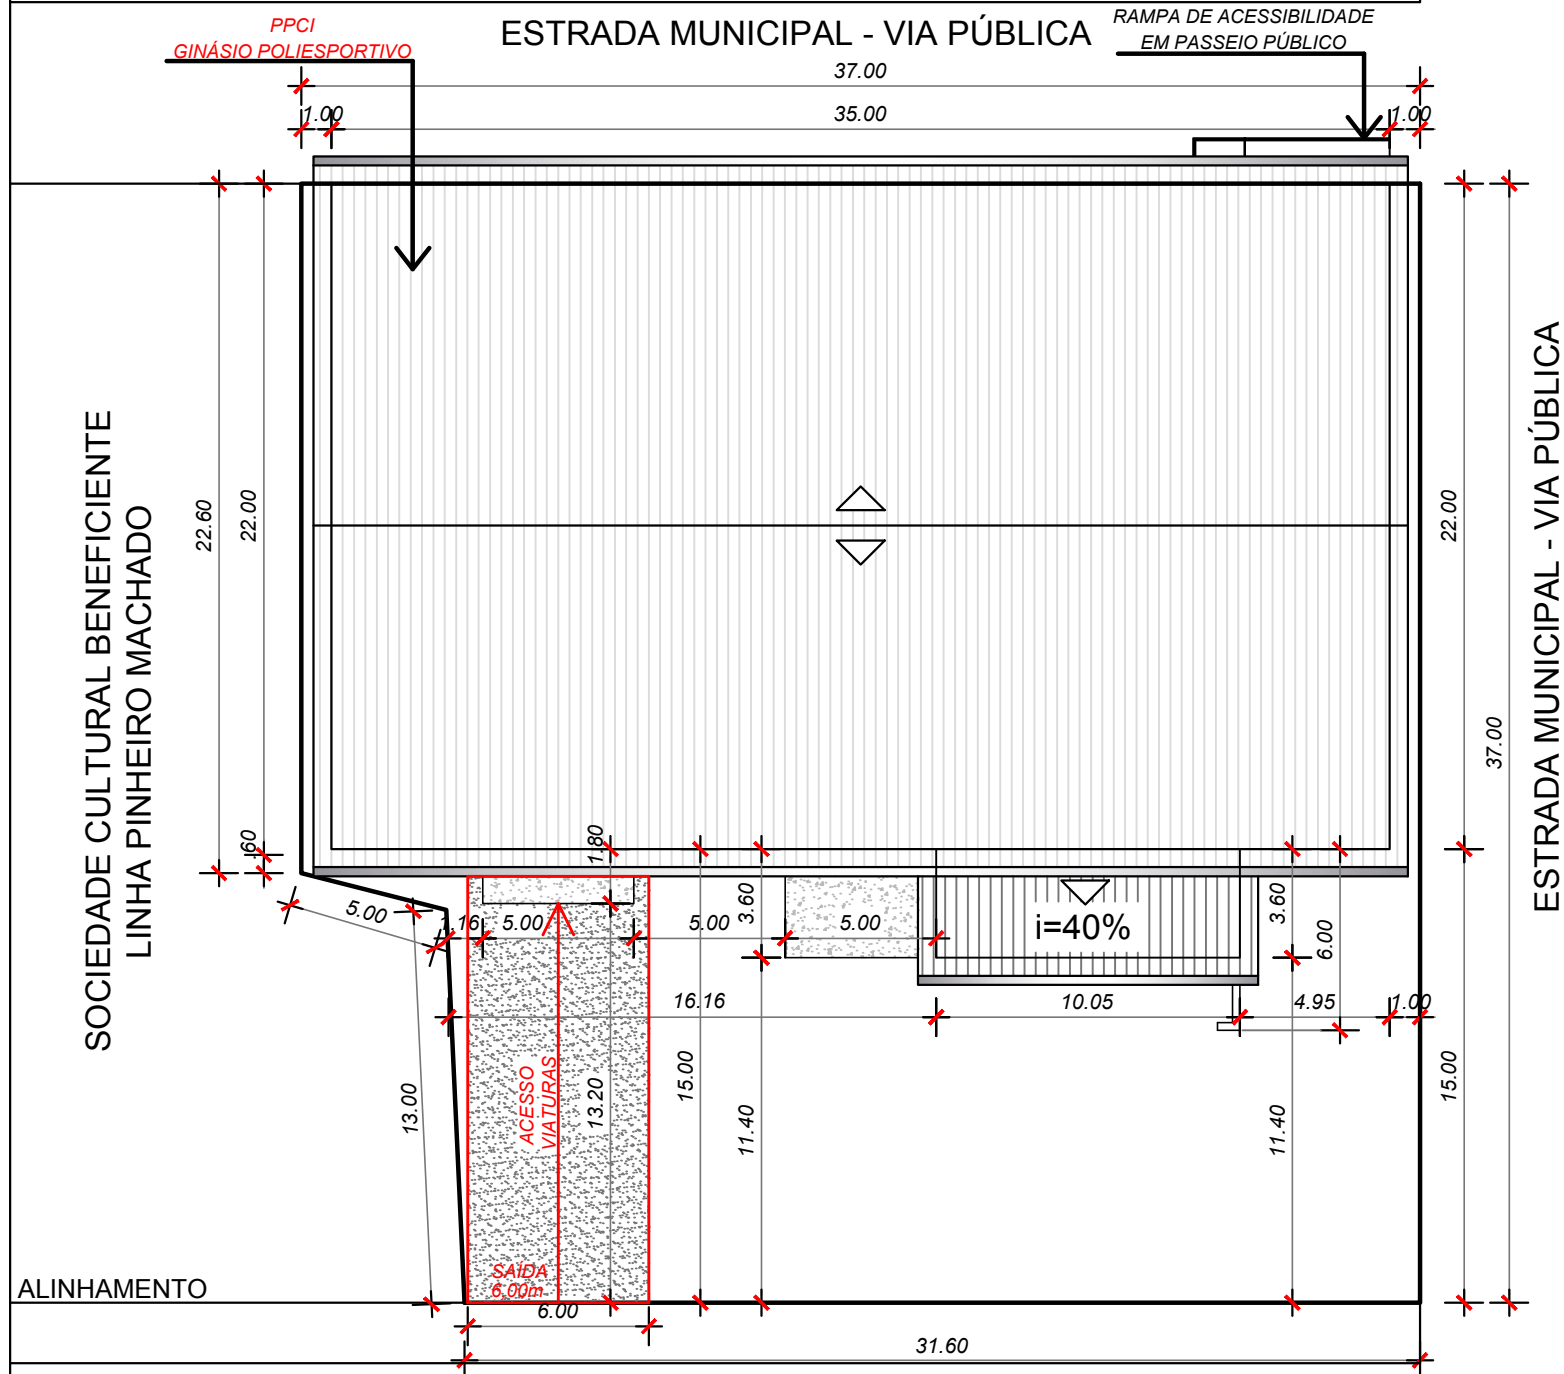 PPCI
GINÁSIO POLIESPORTIVO
ESTRADA MUNICIPAL - VIA PÚBLICA
RAMPA DE ACESSIBILIDADE
EM PASSEIO PÚBLICO
37.00
1.00
35.00
1.00
22.60
22.00
.60
SOCIEDADE CULTURAL BENEFICIENTE
LINHA PINHEIRO MACHADO
22.00
37.00
15.00
ESTRADA MUNICIPAL - VIA PÚBLICA
1.80
3.60
3.60
6.00
5.00
1.16
5.00
5.00
5.00
i=40%
16.16
10.05
4.95
1.00
13.00
ACESSO
VIATURAS
13.20
15.00
11.40
11.40
SAÍDA
6.00m
ALINHAMENTO
6.00
31.60